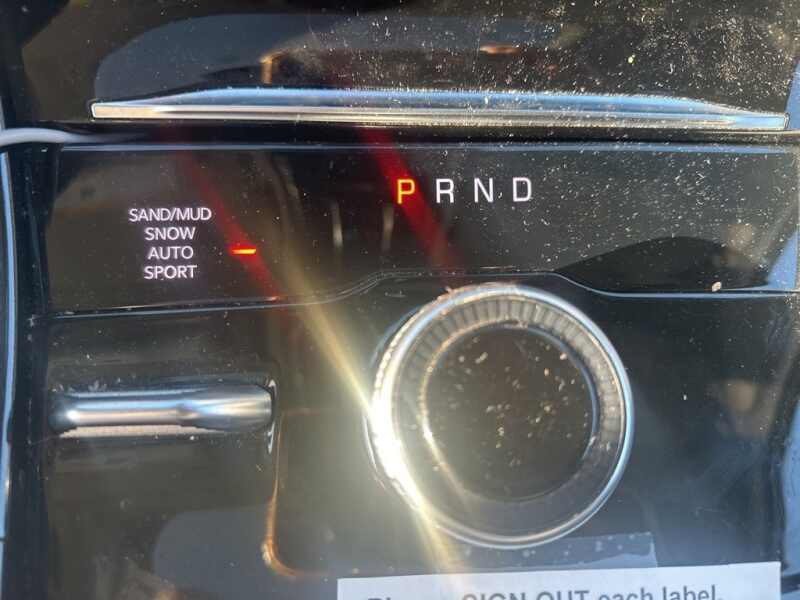 P R N D
SAND/MUD
SNOW
AUTO
SPORT
SIGN OUT each label.